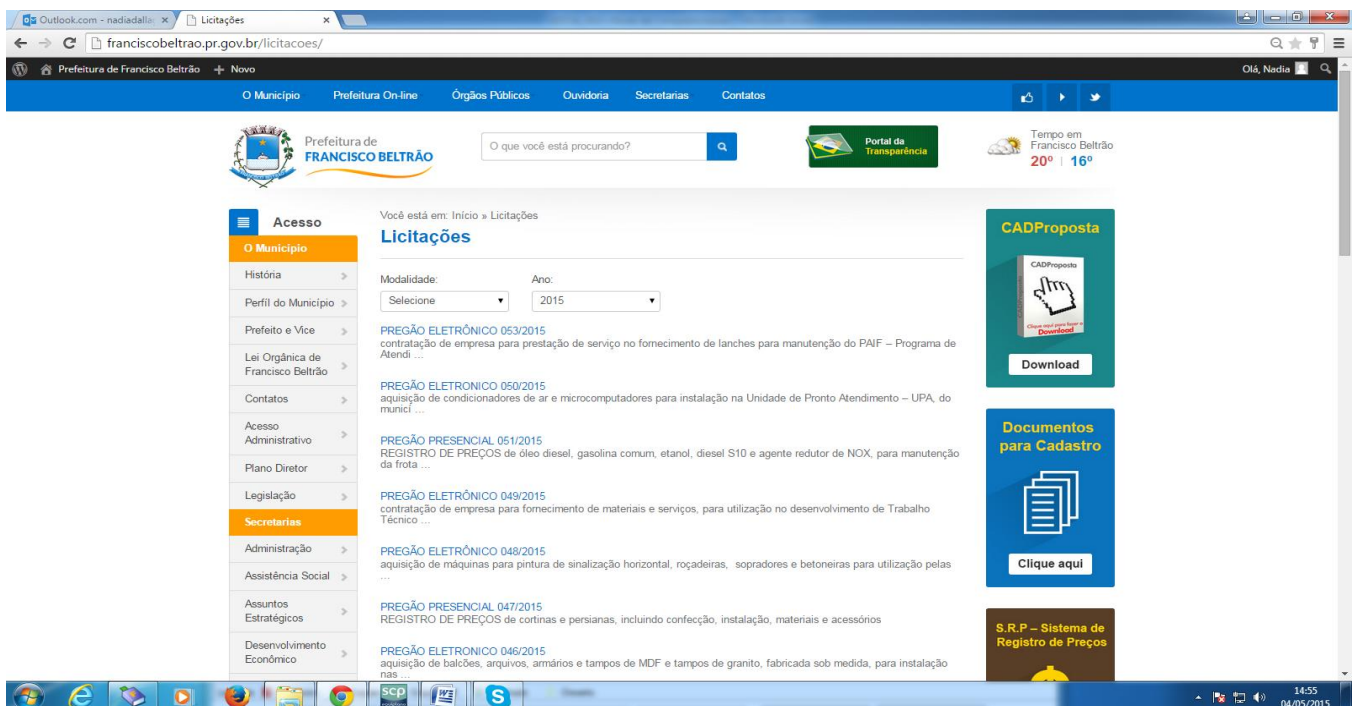 Outlook.com - nadiadalla
Licitações
franciscobeltrao.pr.gov.br/licitacoes/
Prefeitura de Francisco Beltrão + Novo
Olá, Nadia
O Município Prefeitura On-line Órgãos Públicos Ouvidoria Secretarias Contatos
Prefeitura de
FRANCISCO BELTRÃO
O que você está procurando?
Portal da
Transparência
Tempo em
Francisco Beltrão
20º | 16º
Acesso
O Município
História
Perfil do Município
Prefeito e Vice
Lei Orgânica de
Francisco Beltrão
Contatos
Acesso
Administrativo
Plano Diretor
Legislação
Secretarias
Administração
Assistência Social
Assuntos
Estratégicos
Desenvolvimento
Econômico
Você está em: Início » Licitações
Licitações
Modalidade: Ano:
Selecione 2015
PREGÃO ELETRÔNICO 053/2015
contratação de empresa para prestação de serviço no fornecimento de lanches para manutenção do PAIF – Programa de
Atendi ...
PREGÃO ELETRONICO 050/2015
aquisição de condicionadores de ar e microcomputadores para instalação na Unidade de Pronto Atendimento – UPA, do
municí ...
PREGÃO PRESENCIAL 051/2015
REGISTRO DE PREÇOS de óleo diesel, gasolina comum, etanol, diesel S10 e agente redutor de NOX, para manutenção
da frota ...
PREGÃO ELETRÔNICO 049/2015
contratação de empresa para fornecimento de materiais e serviços, para utilização no desenvolvimento de Trabalho
Técnico ...
PREGÃO ELETRÔNICO 048/2015
aquisição de máquinas para pintura de sinalização horizontal, roçadeiras, sopradores e betoneiras para utilização pelas
...
PREGÃO PRESENCIAL 047/2015
REGISTRO DE PREÇOS de cortinas e persianas, incluindo confecção, instalação, materiais e acessórios
PREGÃO ELETRONICO 046/2015
aquisição de balcões, arquivos, armários e tampos de MDF e tampos de granito, fabricada sob medida, para instalação
nas ...
CADProposta
CADProposta
Clique aqui para fazer o
Download
Download
Documentos
para Cadastro
Clique aqui
S.R.P – Sistema de
Registro de Preços
scp
14:55
04/05/2015